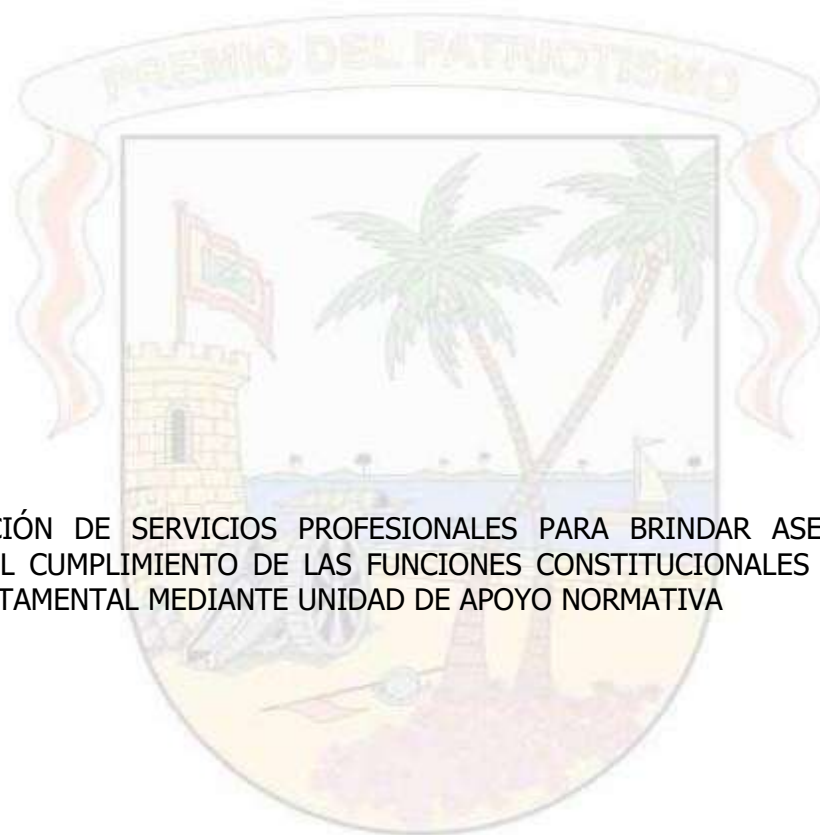 PREMIO DEL PATRIOTISMO
CIÓN DE SERVICIOS PROFESIONALES PARA BRINDAR ASE
L CUMPLIMIENTO DE LAS FUNCIONES CONSTITUCIONALES
TAMENTAL MEDIANTE UNIDAD DE APOYO NORMATIVA